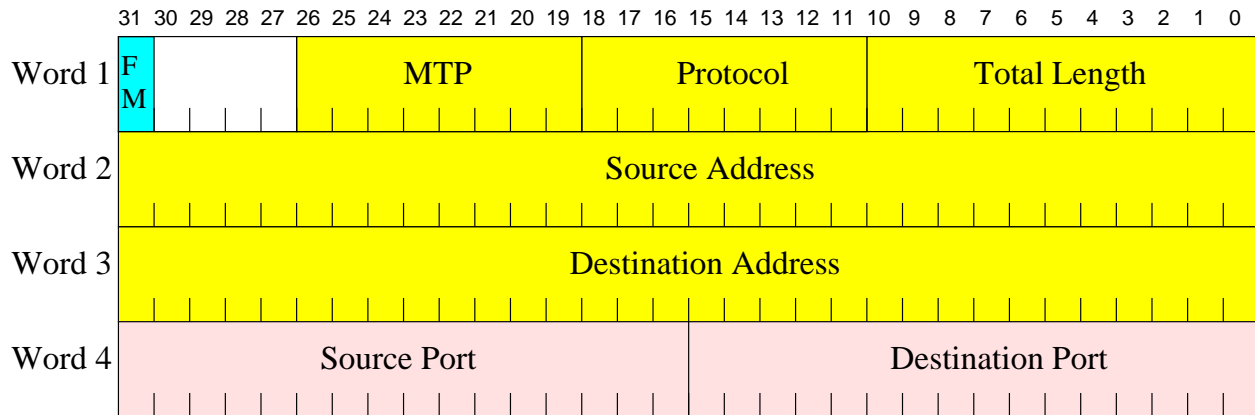 31 30 29 28 27 26 25 24 23 22 21 20 19 18 17 16 15 14 13 12 11 10 9 8 7 6 5 4 3 2 1 0
Word 1 F M MTP Protocol Total Length
Word 2 Source Address
Word 3 Destination Address
Word 4 Source Port Destination Port